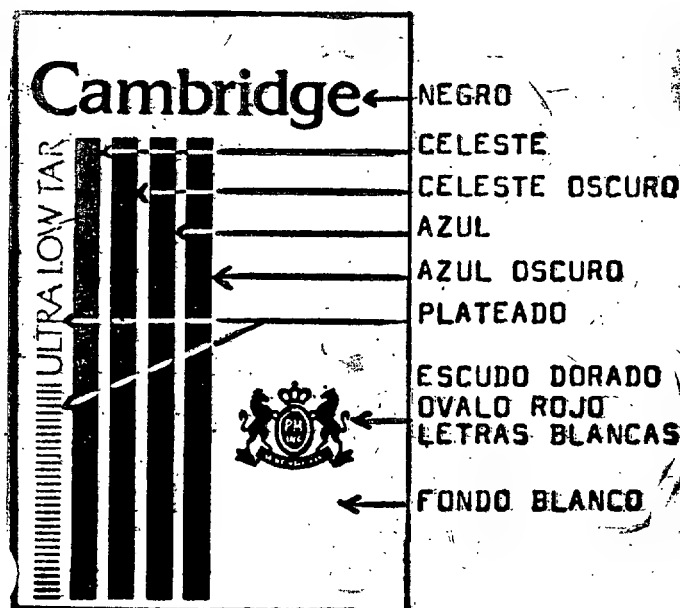 Cambridge
NEGRO
CELESTE
CELESTE OSCURO
AZUL
AZUL OSCURO
PLATEADO
ULTRA LOW TAR
ESCUDO DORADO
OVALO ROJO
LETRAS BLANCAS
FONDO BLANCO